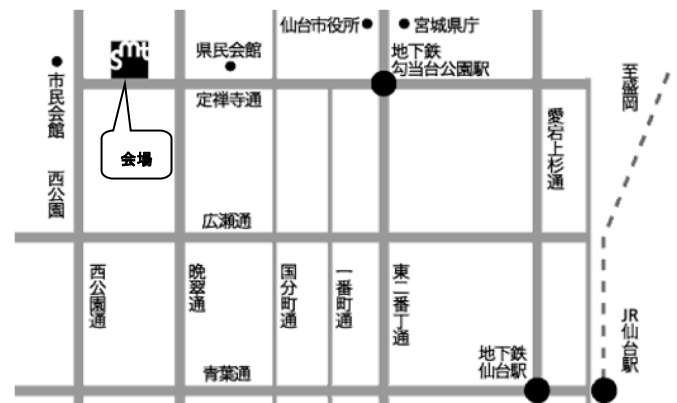 仙台市役所
宮城県庁
smt
県民会館
地下鉄
勾当台公園駅
至盛岡
市民会館
定禅寺通
会場
愛宕上杉通
西公園
広瀬通
西公園通
晩翠通
国分町通
一番町通
東二番丁通
JR仙台駅
地下鉄
仙台駅
青葉通